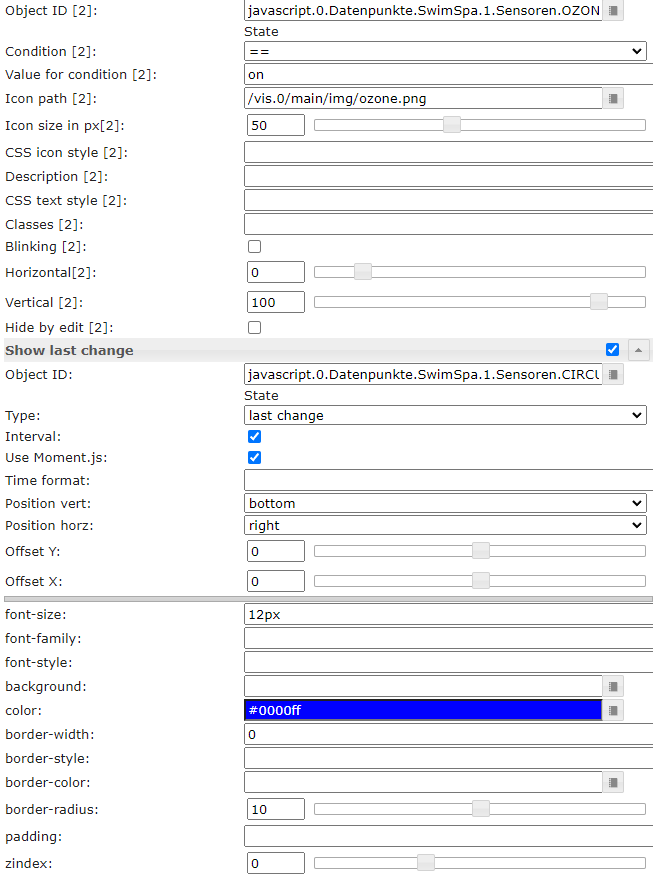 Object ID [2]: javascript.0.Datenpunkte.SwimSpa.1.Sensoren.OZON
State
Condition [2]: ==
Value for condition [2]: on
Icon path [2]: /vis.0/main/img/ozone.png
Icon size in px[2]: 50
CSS icon style [2]:
Description [2]:
CSS text style [2]:
Classes [2]:
Blinking [2]:
Horizontal[2]: 0
Vertical [2]: 100
Hide by edit [2]:
Show last change
Object ID: javascript.0.Datenpunkte.SwimSpa.1.Sensoren.CIRCU
State
Type: last change
Interval:
Use Moment.js:
Time format:
Position vert: bottom
Position horz: right
Offset Y: 0
Offset X: 0
font-size: 12px
font-family:
font-style:
background:
color: #0000ff
border-width: 0
border-style:
border-color:
border-radius: 10
padding:
zindex: 0